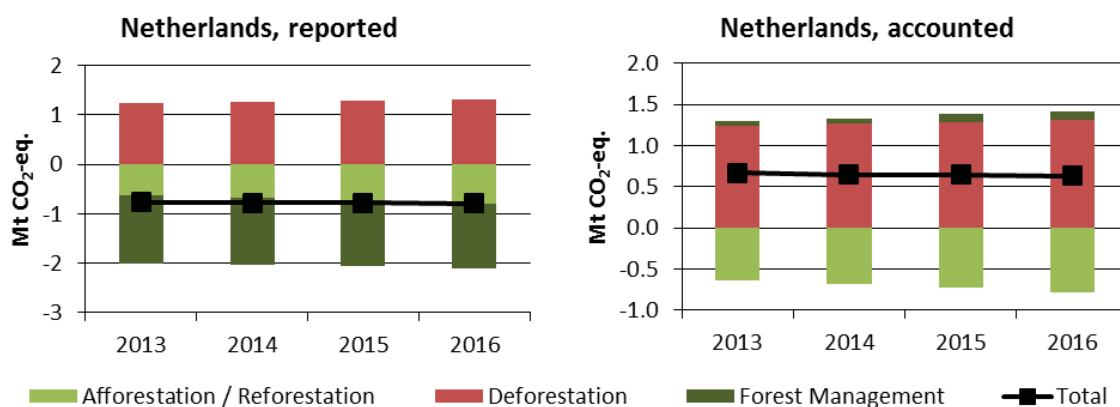 Netherlands, reported
Mt CO₂-eq.
2
1
0
-1
-2
-3
2013 2014 2015 2016
Netherlands, accounted
Mt CO₂-eq.
2.0
1.5
1.0
0.5
0.0
-0.5
-1.0
2013 2014 2015 2016
Afforestation / Reforestation Deforestation Forest Management Total